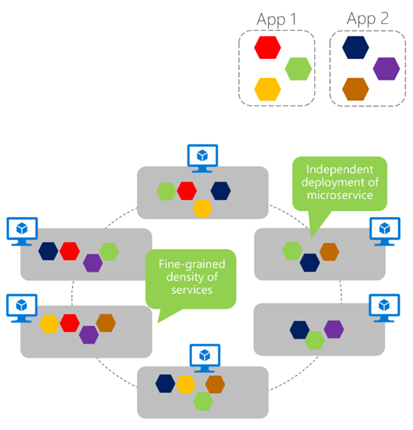 App 1
App 2
Independent
deployment of
microservice
Fine-grained
density of
services